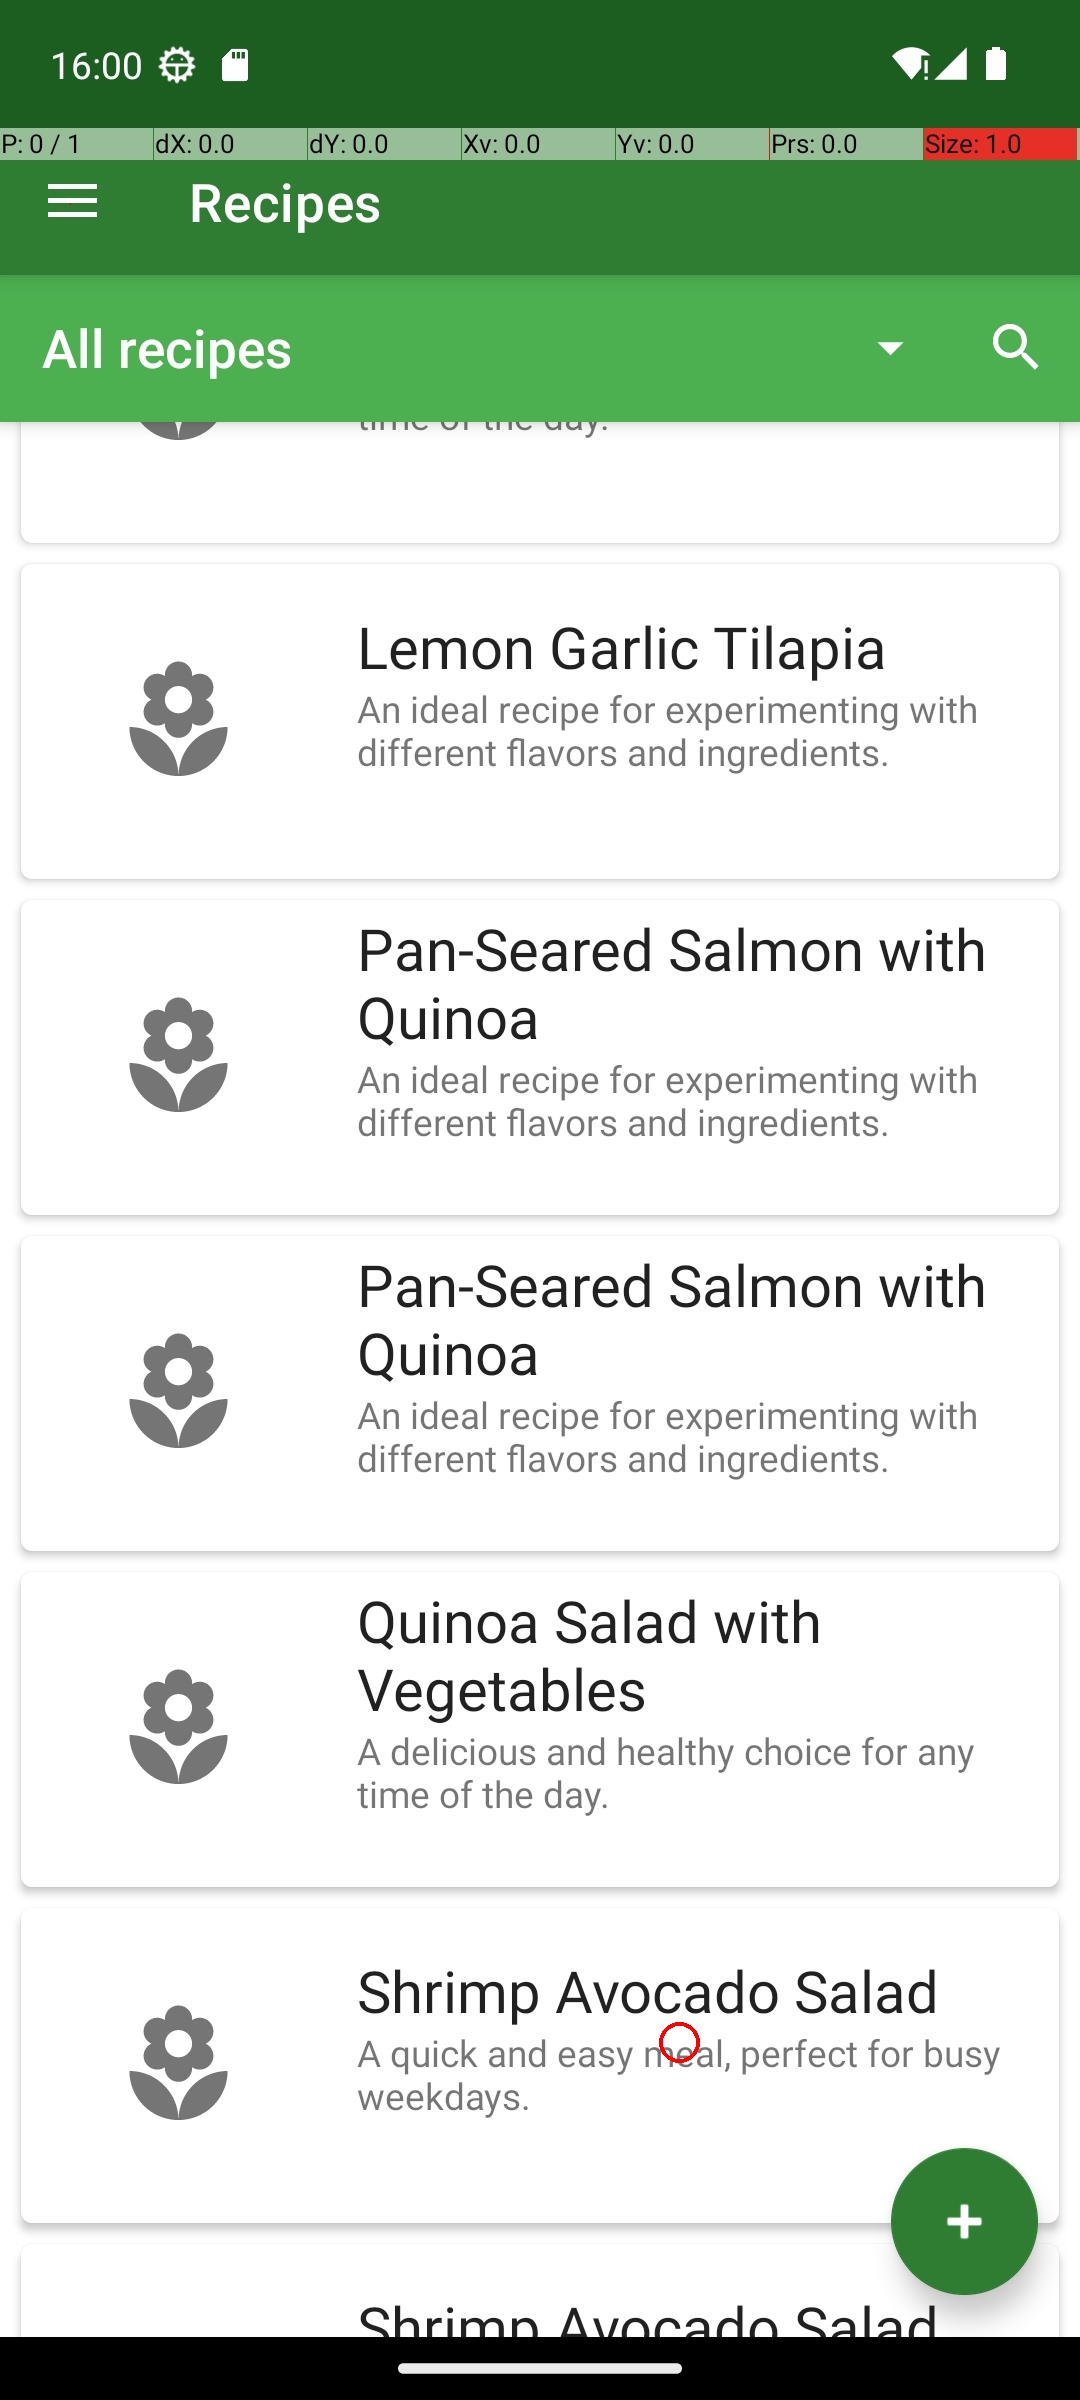 16:00
P: 0 / 1 dX: 0.0 dY: 0.0 Xv: 0.0 Yv: 0.0 Prs: 0.0 Size: 1.0
Recipes
All recipes
time of the day.
Lemon Garlic Tilapia
An ideal recipe for experimenting with
different flavors and ingredients.
Pan-Seared Salmon with
Quinoa
An ideal recipe for experimenting with
different flavors and ingredients.
Pan-Seared Salmon with
Quinoa
An ideal recipe for experimenting with
different flavors and ingredients.
Quinoa Salad with
Vegetables
A delicious and healthy choice for any
time of the day.
Shrimp Avocado Salad
A quick and easy meal, perfect for busy
weekdays.
Shrimp Avocado Salad